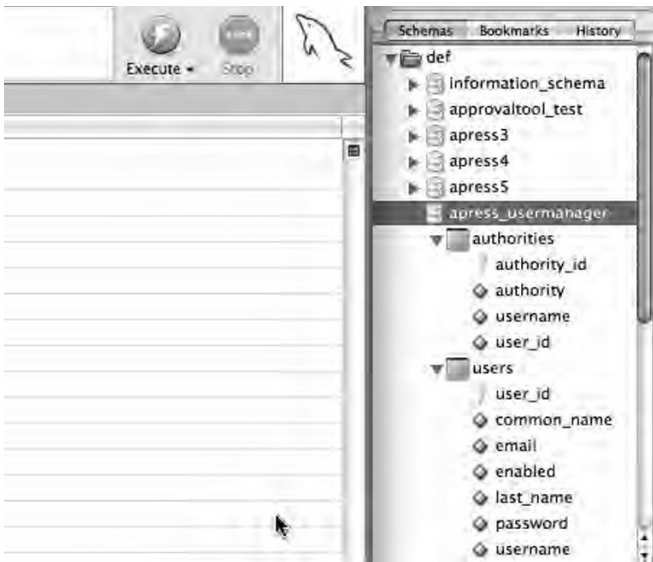 Execute
Stop
Schemas Bookmarks History
def
information_schema
approvaltool_test
apress3
apress4
apress5
apress_usermanager
authorities
authority_id
authority
username
user_id
users
user_id
common_name
email
enabled
last_name
password
username